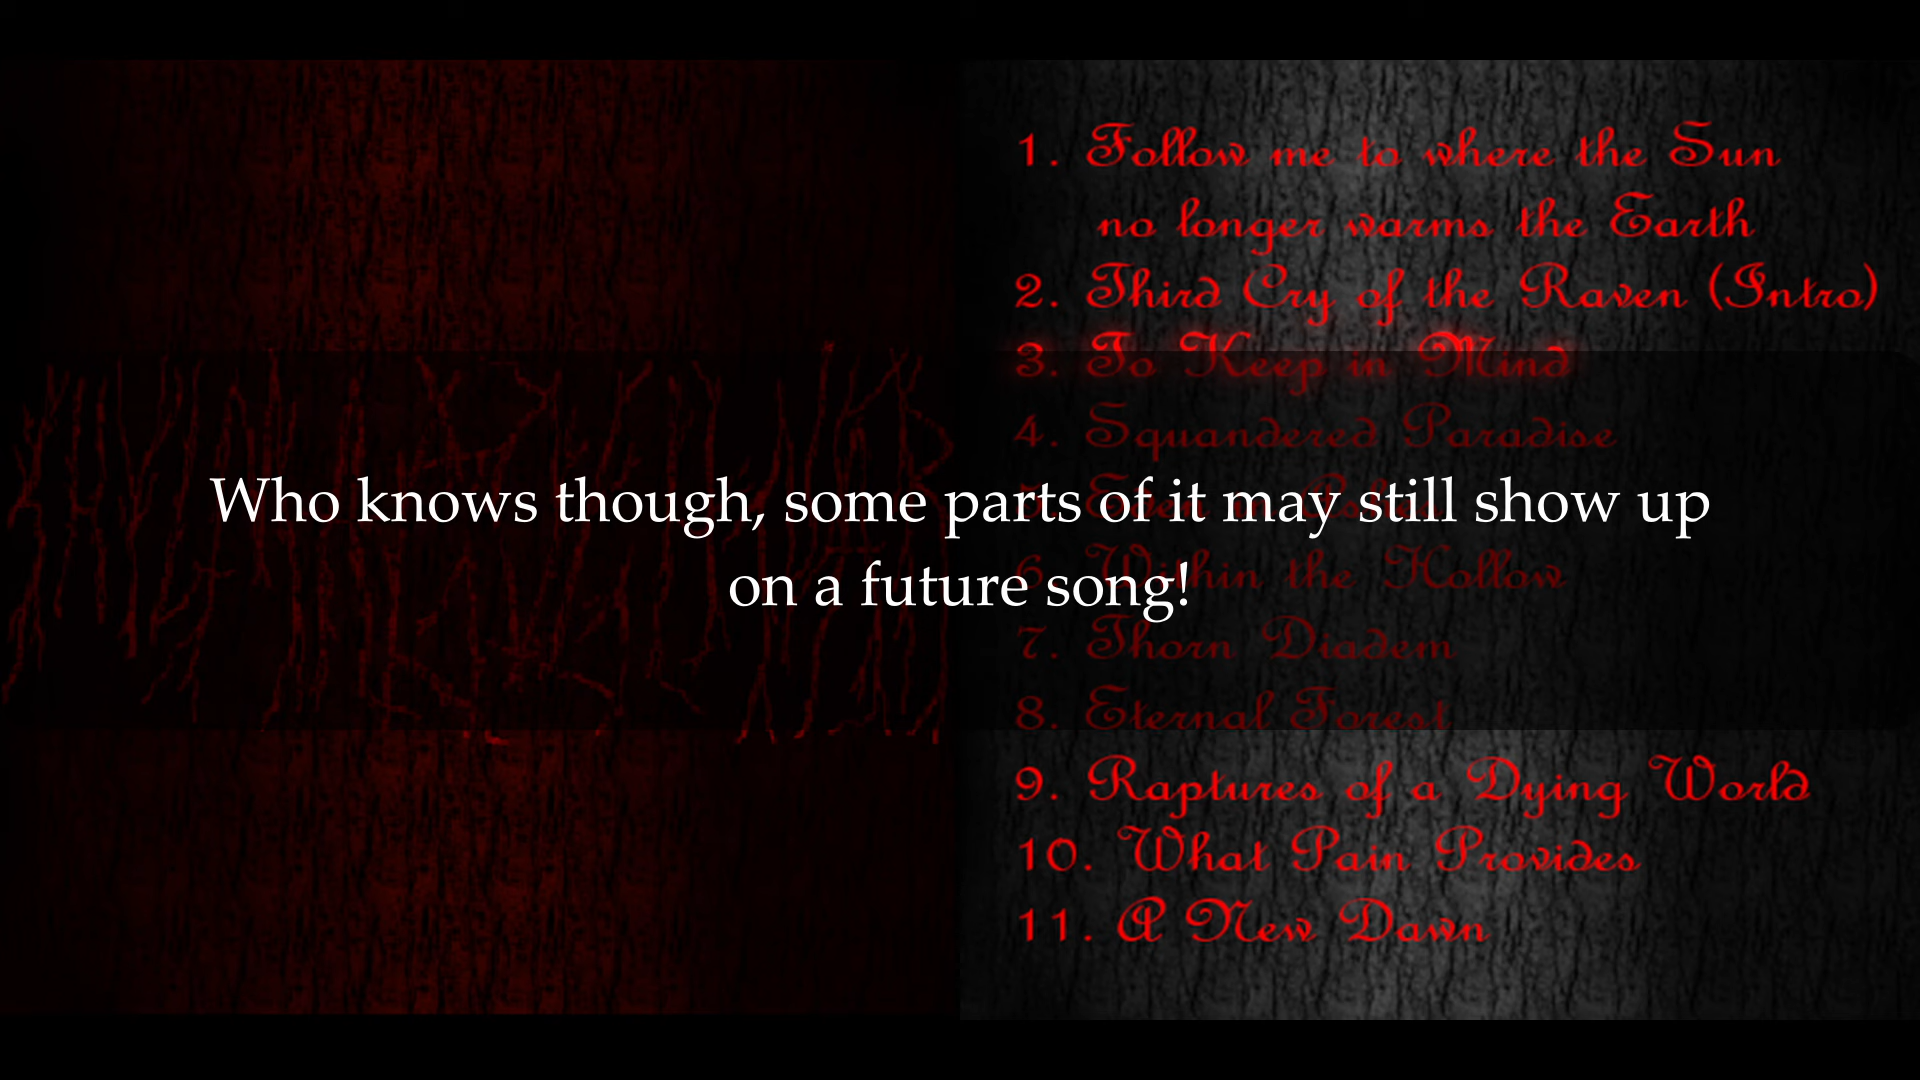 1. Follow me to where the Sun
no longer warms the Earth
2. Third Cry of the Raven (Intro)
3. To Keep in Mind
4. Squandered Paradise
Who knows though, some parts of it may still show up
6. Within the Hollow
on a future song!
7. Thorn Diadem
8. Eternal Forest
9. Raptures of a Dying World
10. What Pain Provides
11. A New Dawn